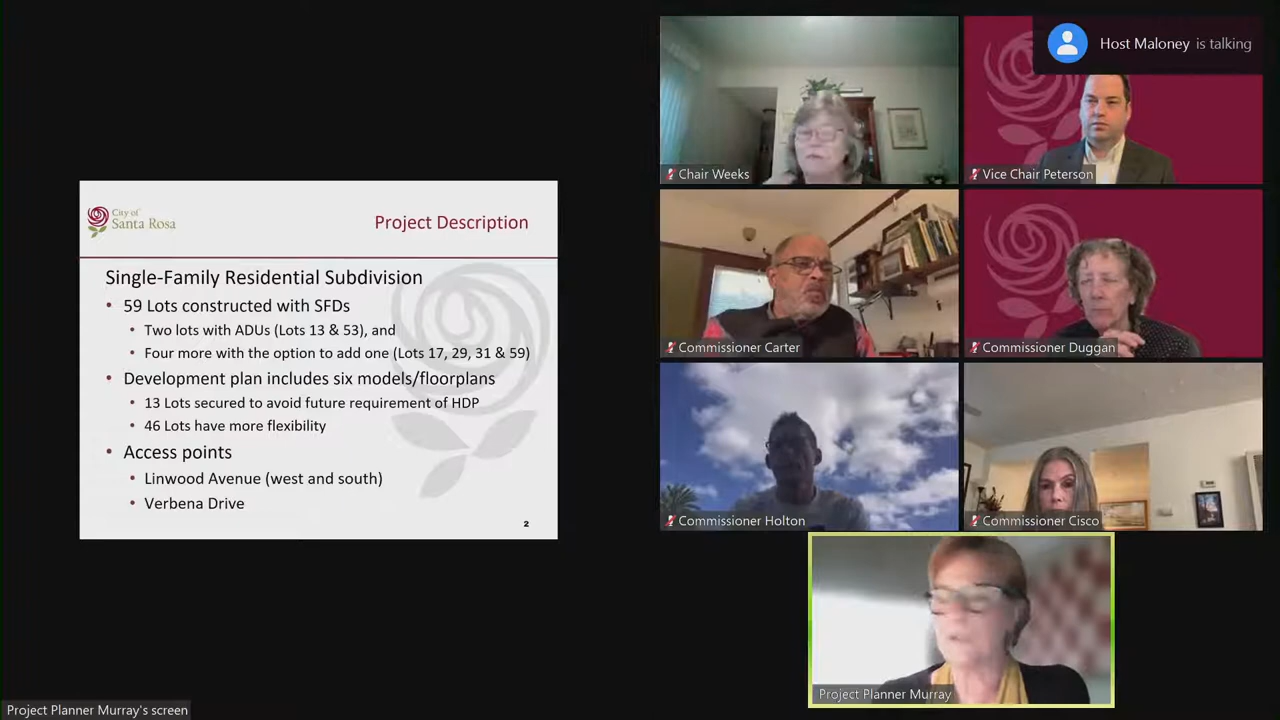 Host Maloney is talking
City of
Santa Rosa
Project Description
Single-Family Residential Subdivision
• 59 Lots constructed with SFDs
• Two lots with ADUs (Lots 13 & 53), and
• Four more with the option to add one (Lots 17, 29, 31 & 59)
• Development plan includes six models/floorplans
• 13 Lots secured to avoid future requirement of HDP
• 46 Lots have more flexibility
• Access points
• Linwood Avenue (west and south)
• Verbena Drive
2
Chair Weeks
Vice Chair Peterson
Commissioner Carter
Commissioner Duggan
Commissioner Holton
Commissioner Cisco
Project Planner Murray
Project Planner Murray's screen